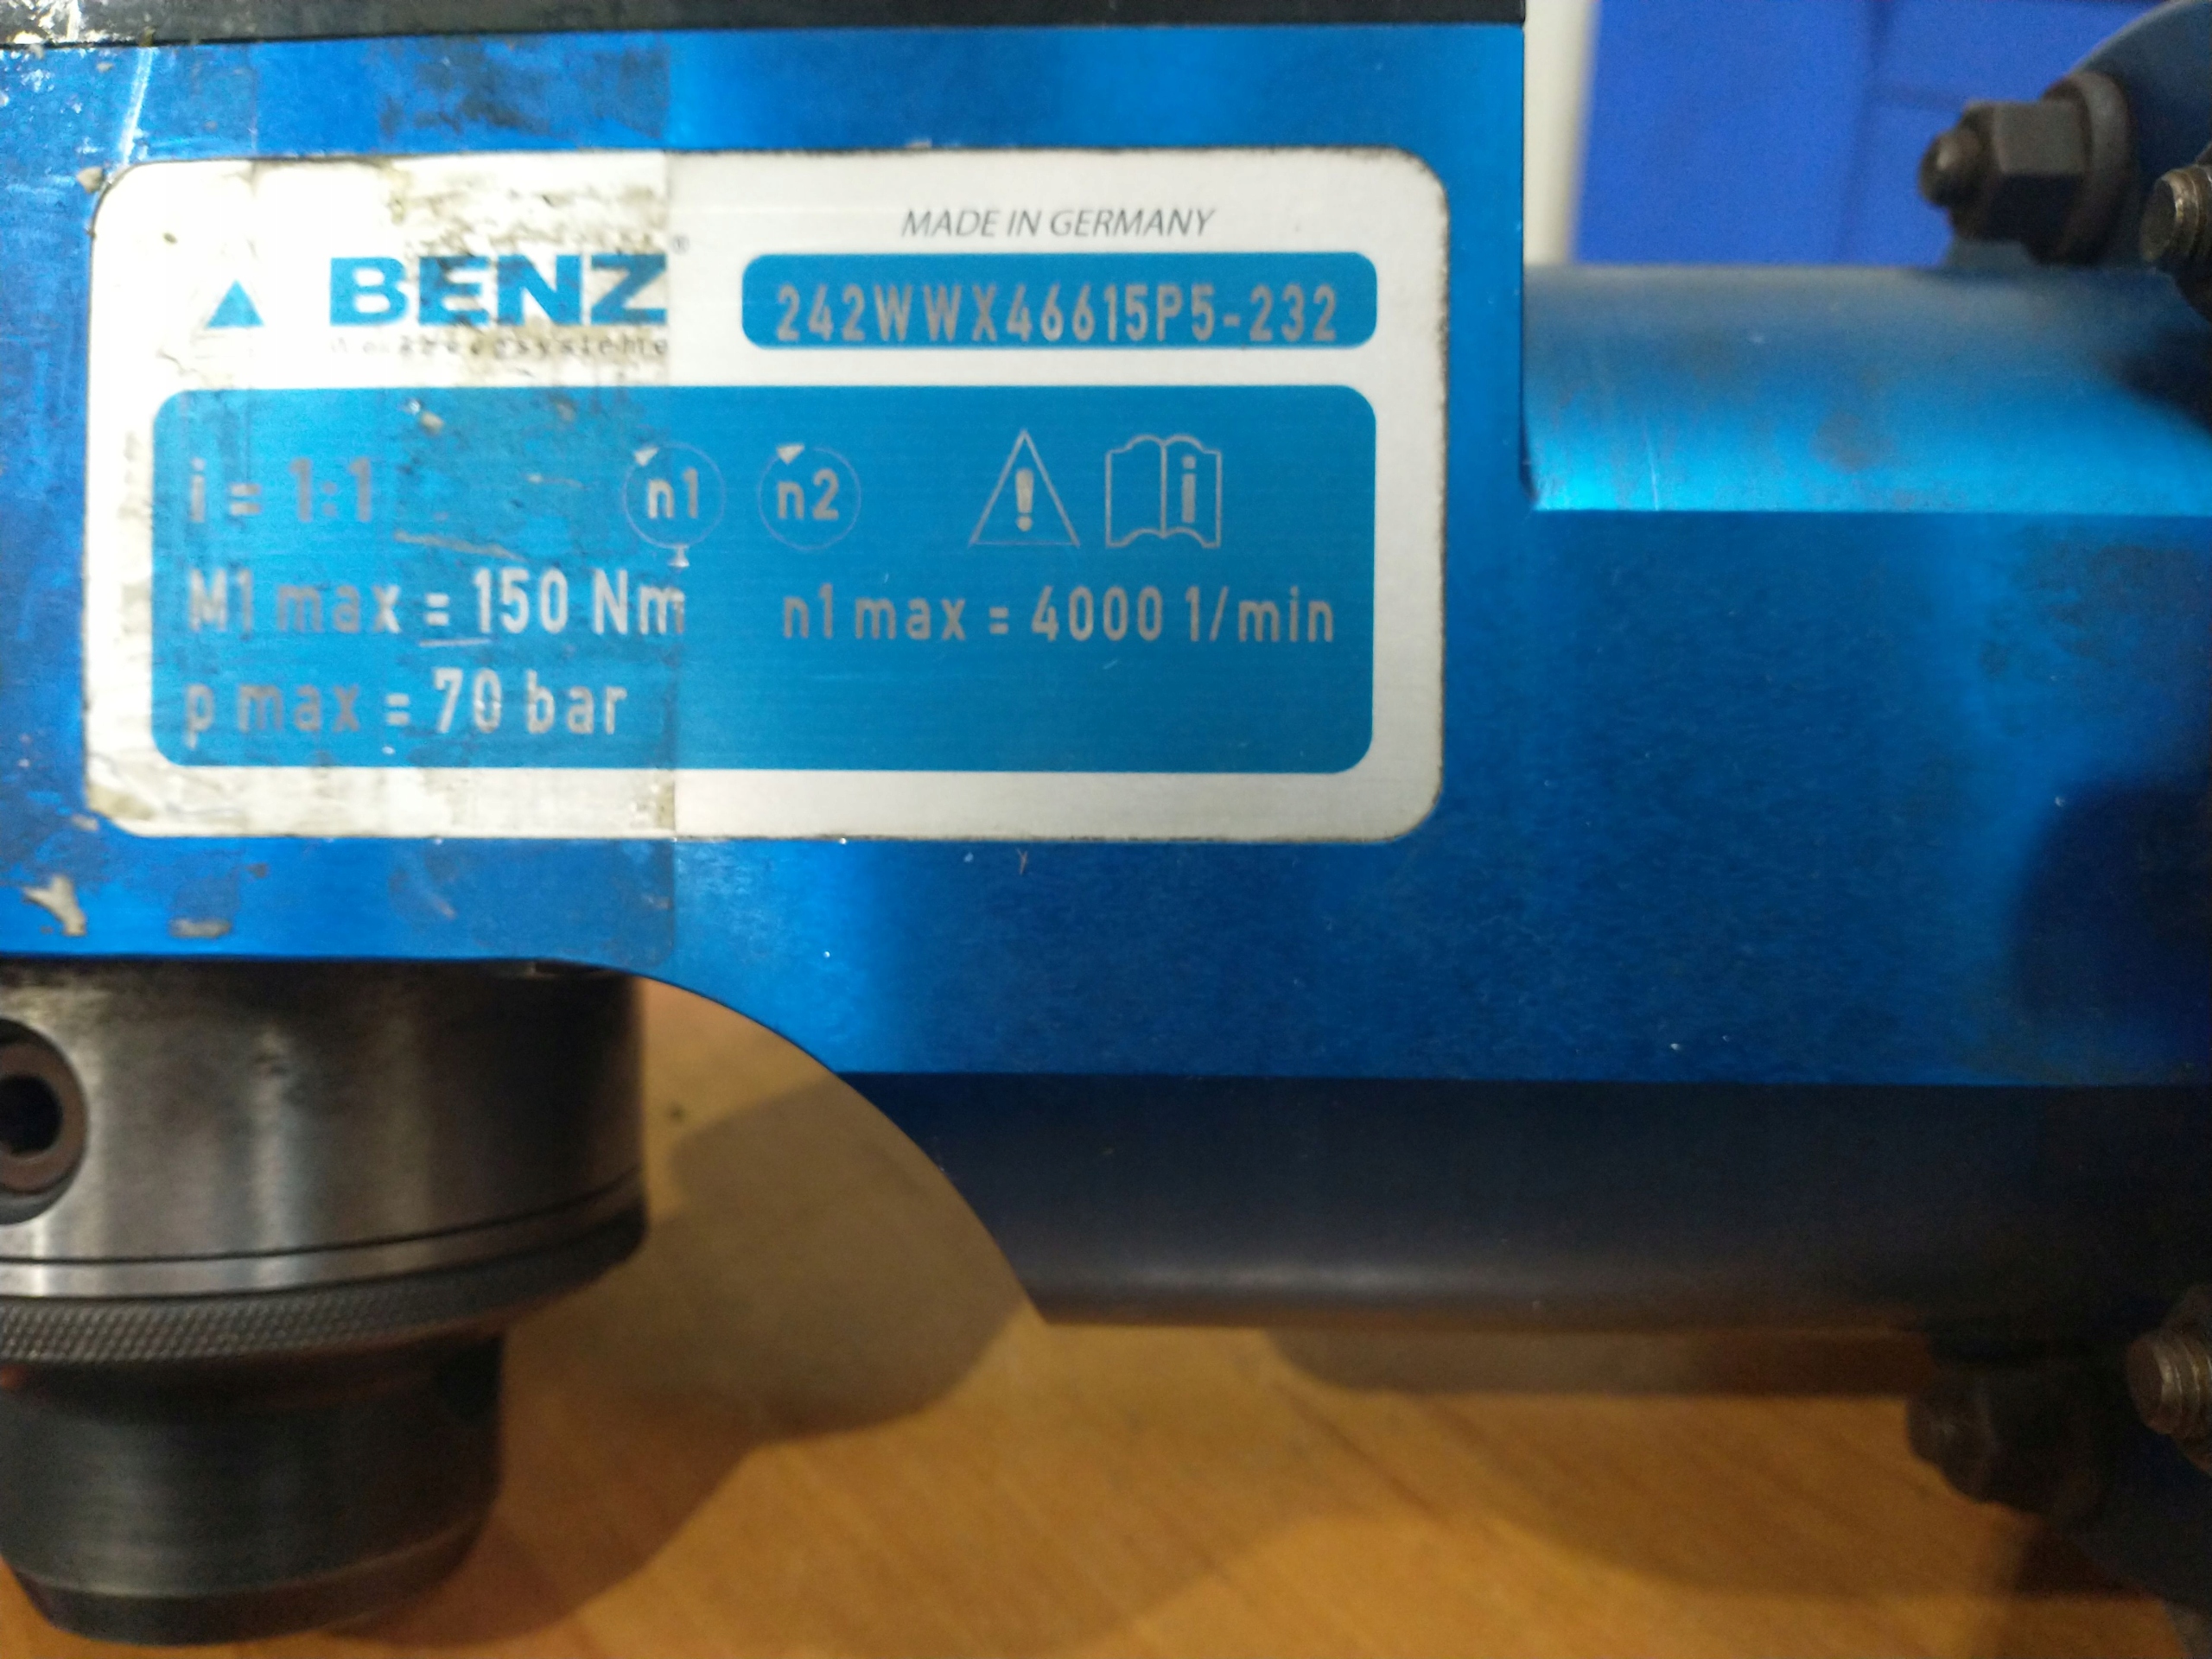 MADE IN GERMANY
BENZ®
242WWX46615P5-232
Werkzeugsysteme
i = 1:1 n1 n2 ! i
M1 max = 150 Nm n1 max = 4000 1/min
p max = 70 bar